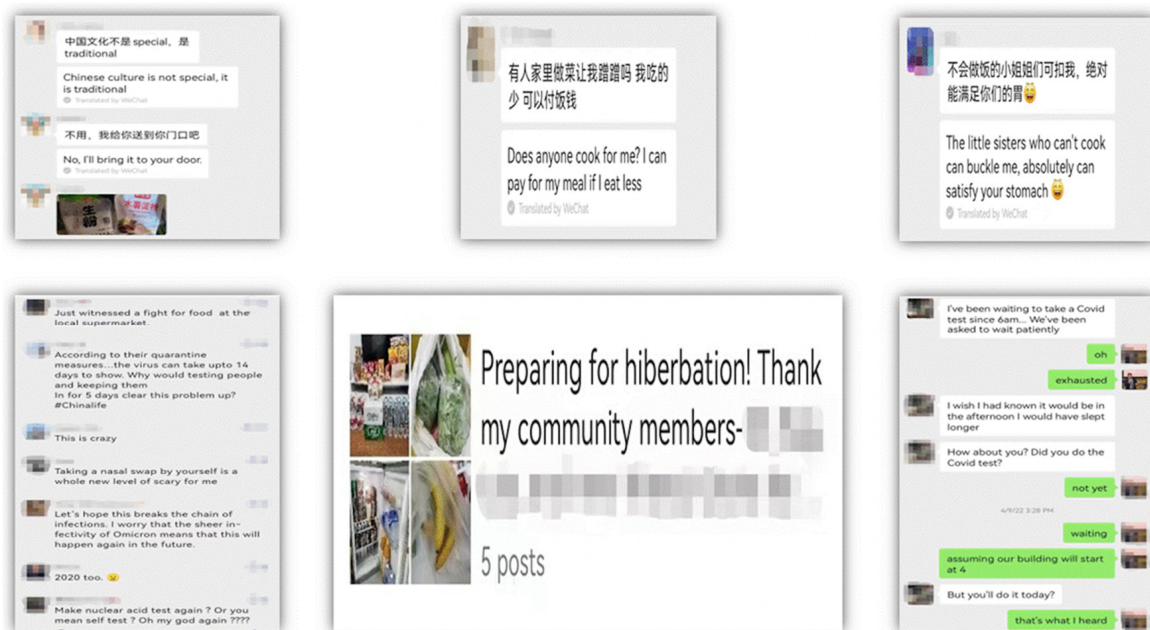 中国文化不是 special，是
traditional
Chinese culture is not special, it
is traditional
Translated by WeChat
不用，我给你送到你门口吧
No, I'll bring it to your door.
Translated by WeChat
生粉
木薯淀粉
有人家里做菜让我蹭蹭吗 我吃的
少 可以付饭钱
Does anyone cook for me? I can
pay for my meal if I eat less
Translated by WeChat
不会做饭的小姐姐们可扣我，绝对
能满足你们的胃😄
The little sisters who can't cook
can buckle me, absolutely can
satisfy your stomach 😄
Translated by WeChat
Just witnessed a fight for food at the
local supermarket.
According to their quarantine
measures...the virus can take upto 14
days to show. Why would testing people
and keeping them
In for 5 days clear this problem up?
#Chinalife
This is crazy
Taking a nasal swap by yourself is a
whole new level of scary for me
Let's hope this breaks the chain of
infections. I worry that the sheer in-
fectivity of Omicron means that this will
happen again in the future.
2020 too. 😢
Make nuclear acid test again ? Or you
mean self test ? Oh my god again ????
Preparing for hiberbation! Thank
my community members-
5 posts
I've been waiting to take a Covid
test since 6am... We've been
asked to wait patiently
oh
exhausted
I wish I had known it would be in
the afternoon I would have slept
longer
How about you? Did you do the
Covid test?
not yet
4/9/22 3:28 PM
waiting
assuming our building will start
at 4
But you'll do it today?
that's what I heard